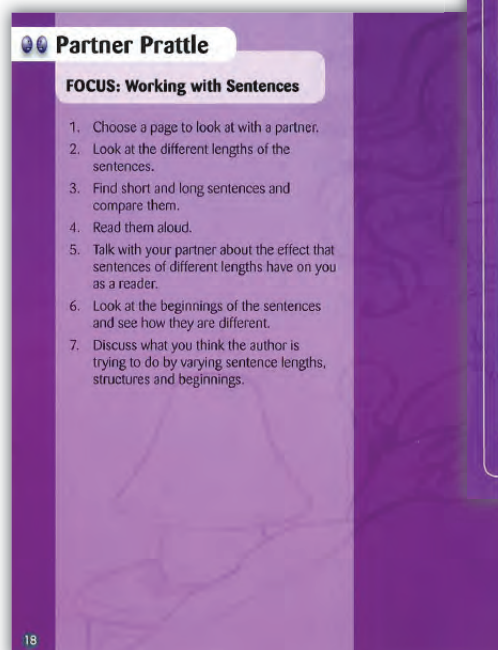 Partner Prattle
FOCUS: Working with Sentences
1. Choose a page to look at with a partner.
2. Look at the different lengths of the
sentences.
3. Find short and long sentences and
compare them.
4. Read them aloud.
5. Talk with your partner about the effect that
sentences of different lengths have on you
as a reader.
6. Look at the beginnings of the sentences
and see how they are different.
7. Discuss what you think the author is
trying to do by varying sentence lengths,
structures and beginnings.
18